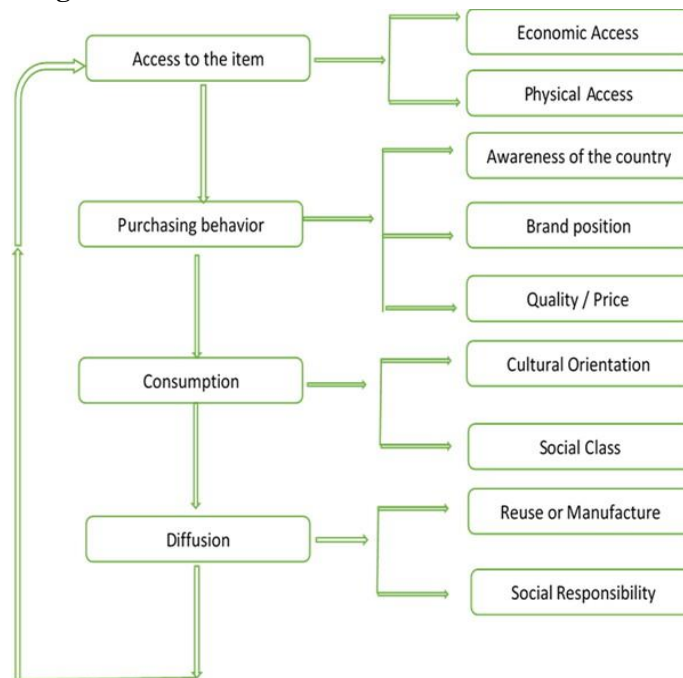 Access to the item
Economic Access
Physical Access
Purchasing behavior
Awareness of the country
Brand position
Quality / Price
Consumption
Cultural Orientation
Social Class
Diffusion
Reuse or Manufacture
Social Responsibility